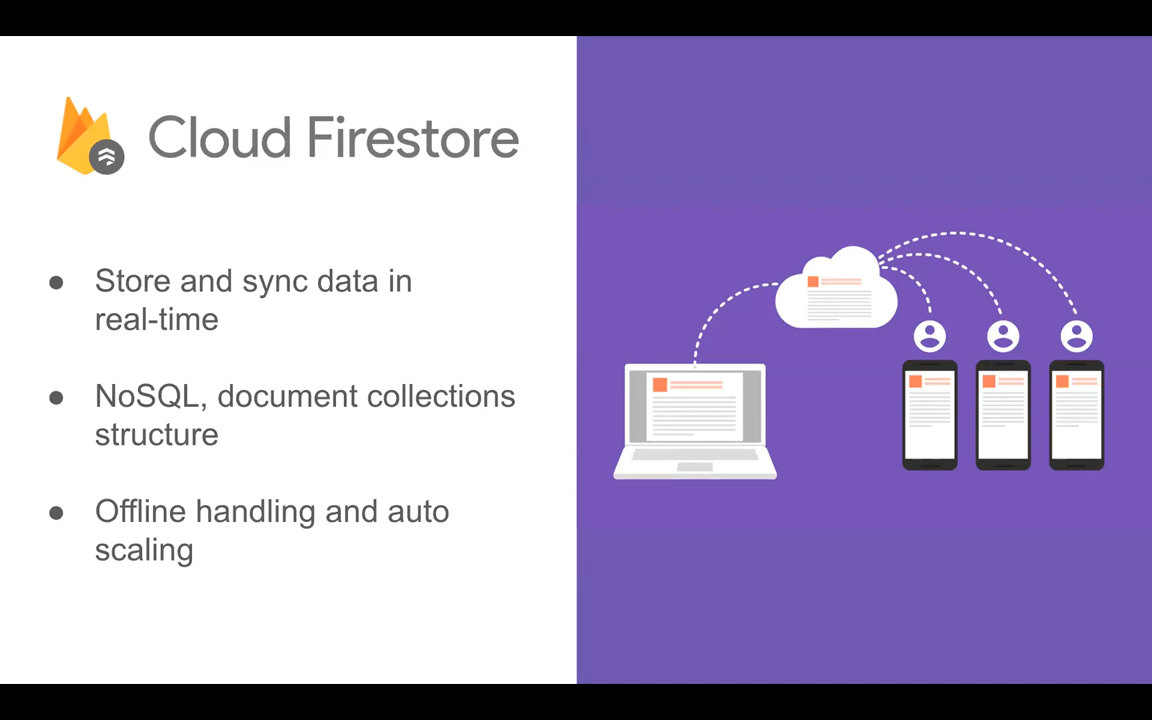 Cloud Firestore
● Store and sync data in
real-time
● NoSQL, document collections
structure
● Offline handling and auto
scaling